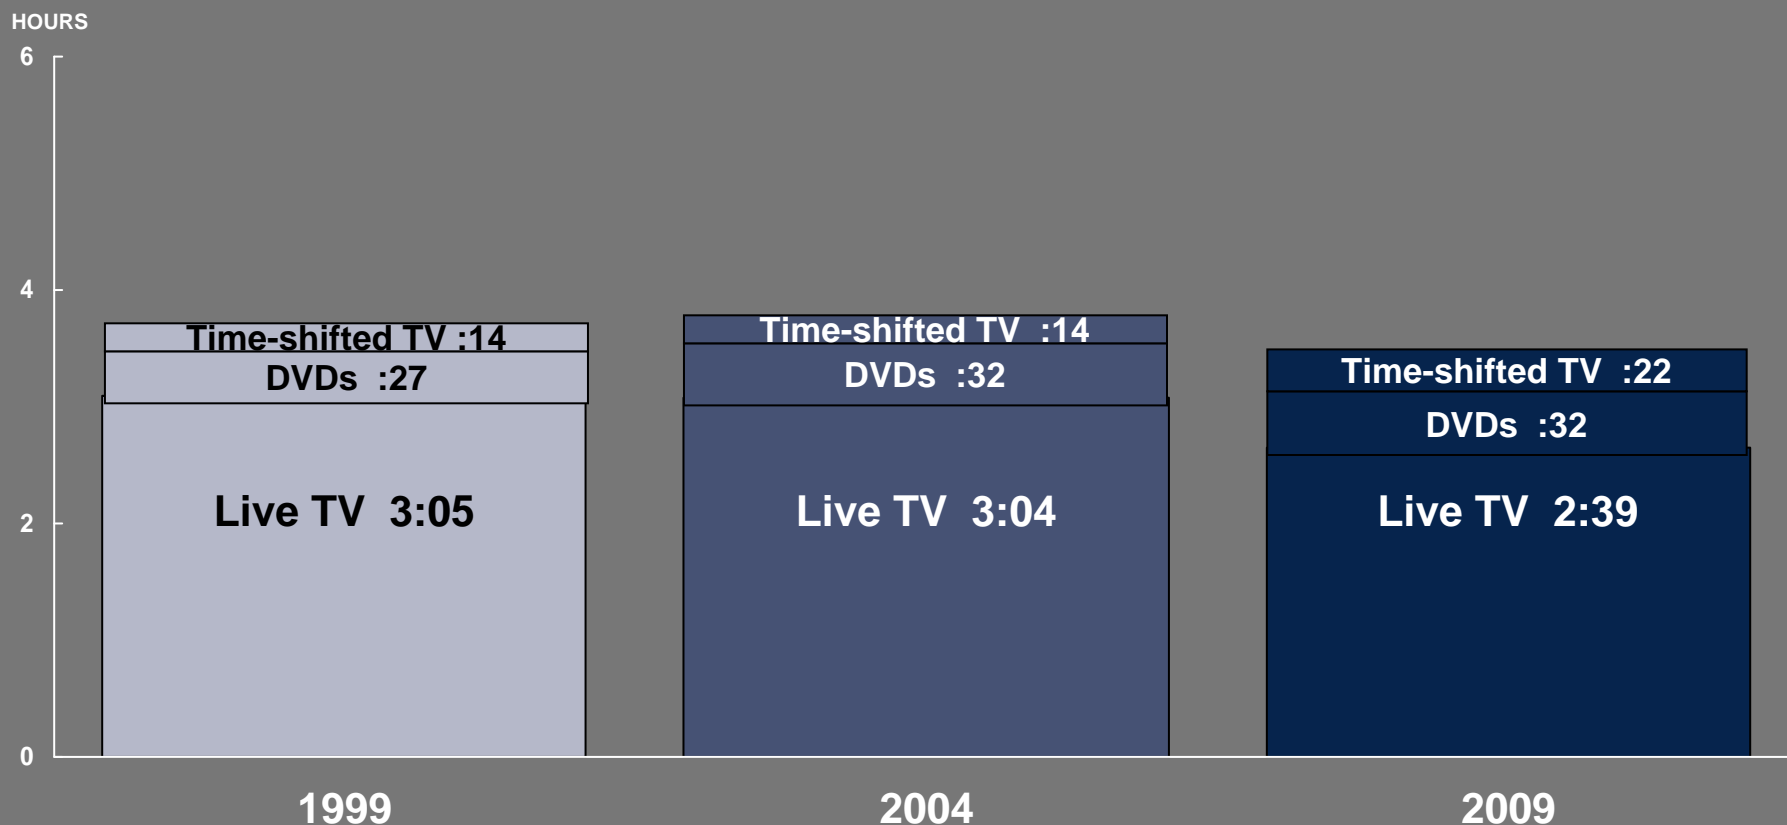 HOURS
6
4
2
0
Time-shifted TV :14
DVDs :27
Live TV 3:05
Time-shifted TV :14
DVDs :32
Live TV 3:04
Time-shifted TV :22
DVDs :32
Live TV 2:39
1999 2004 2009